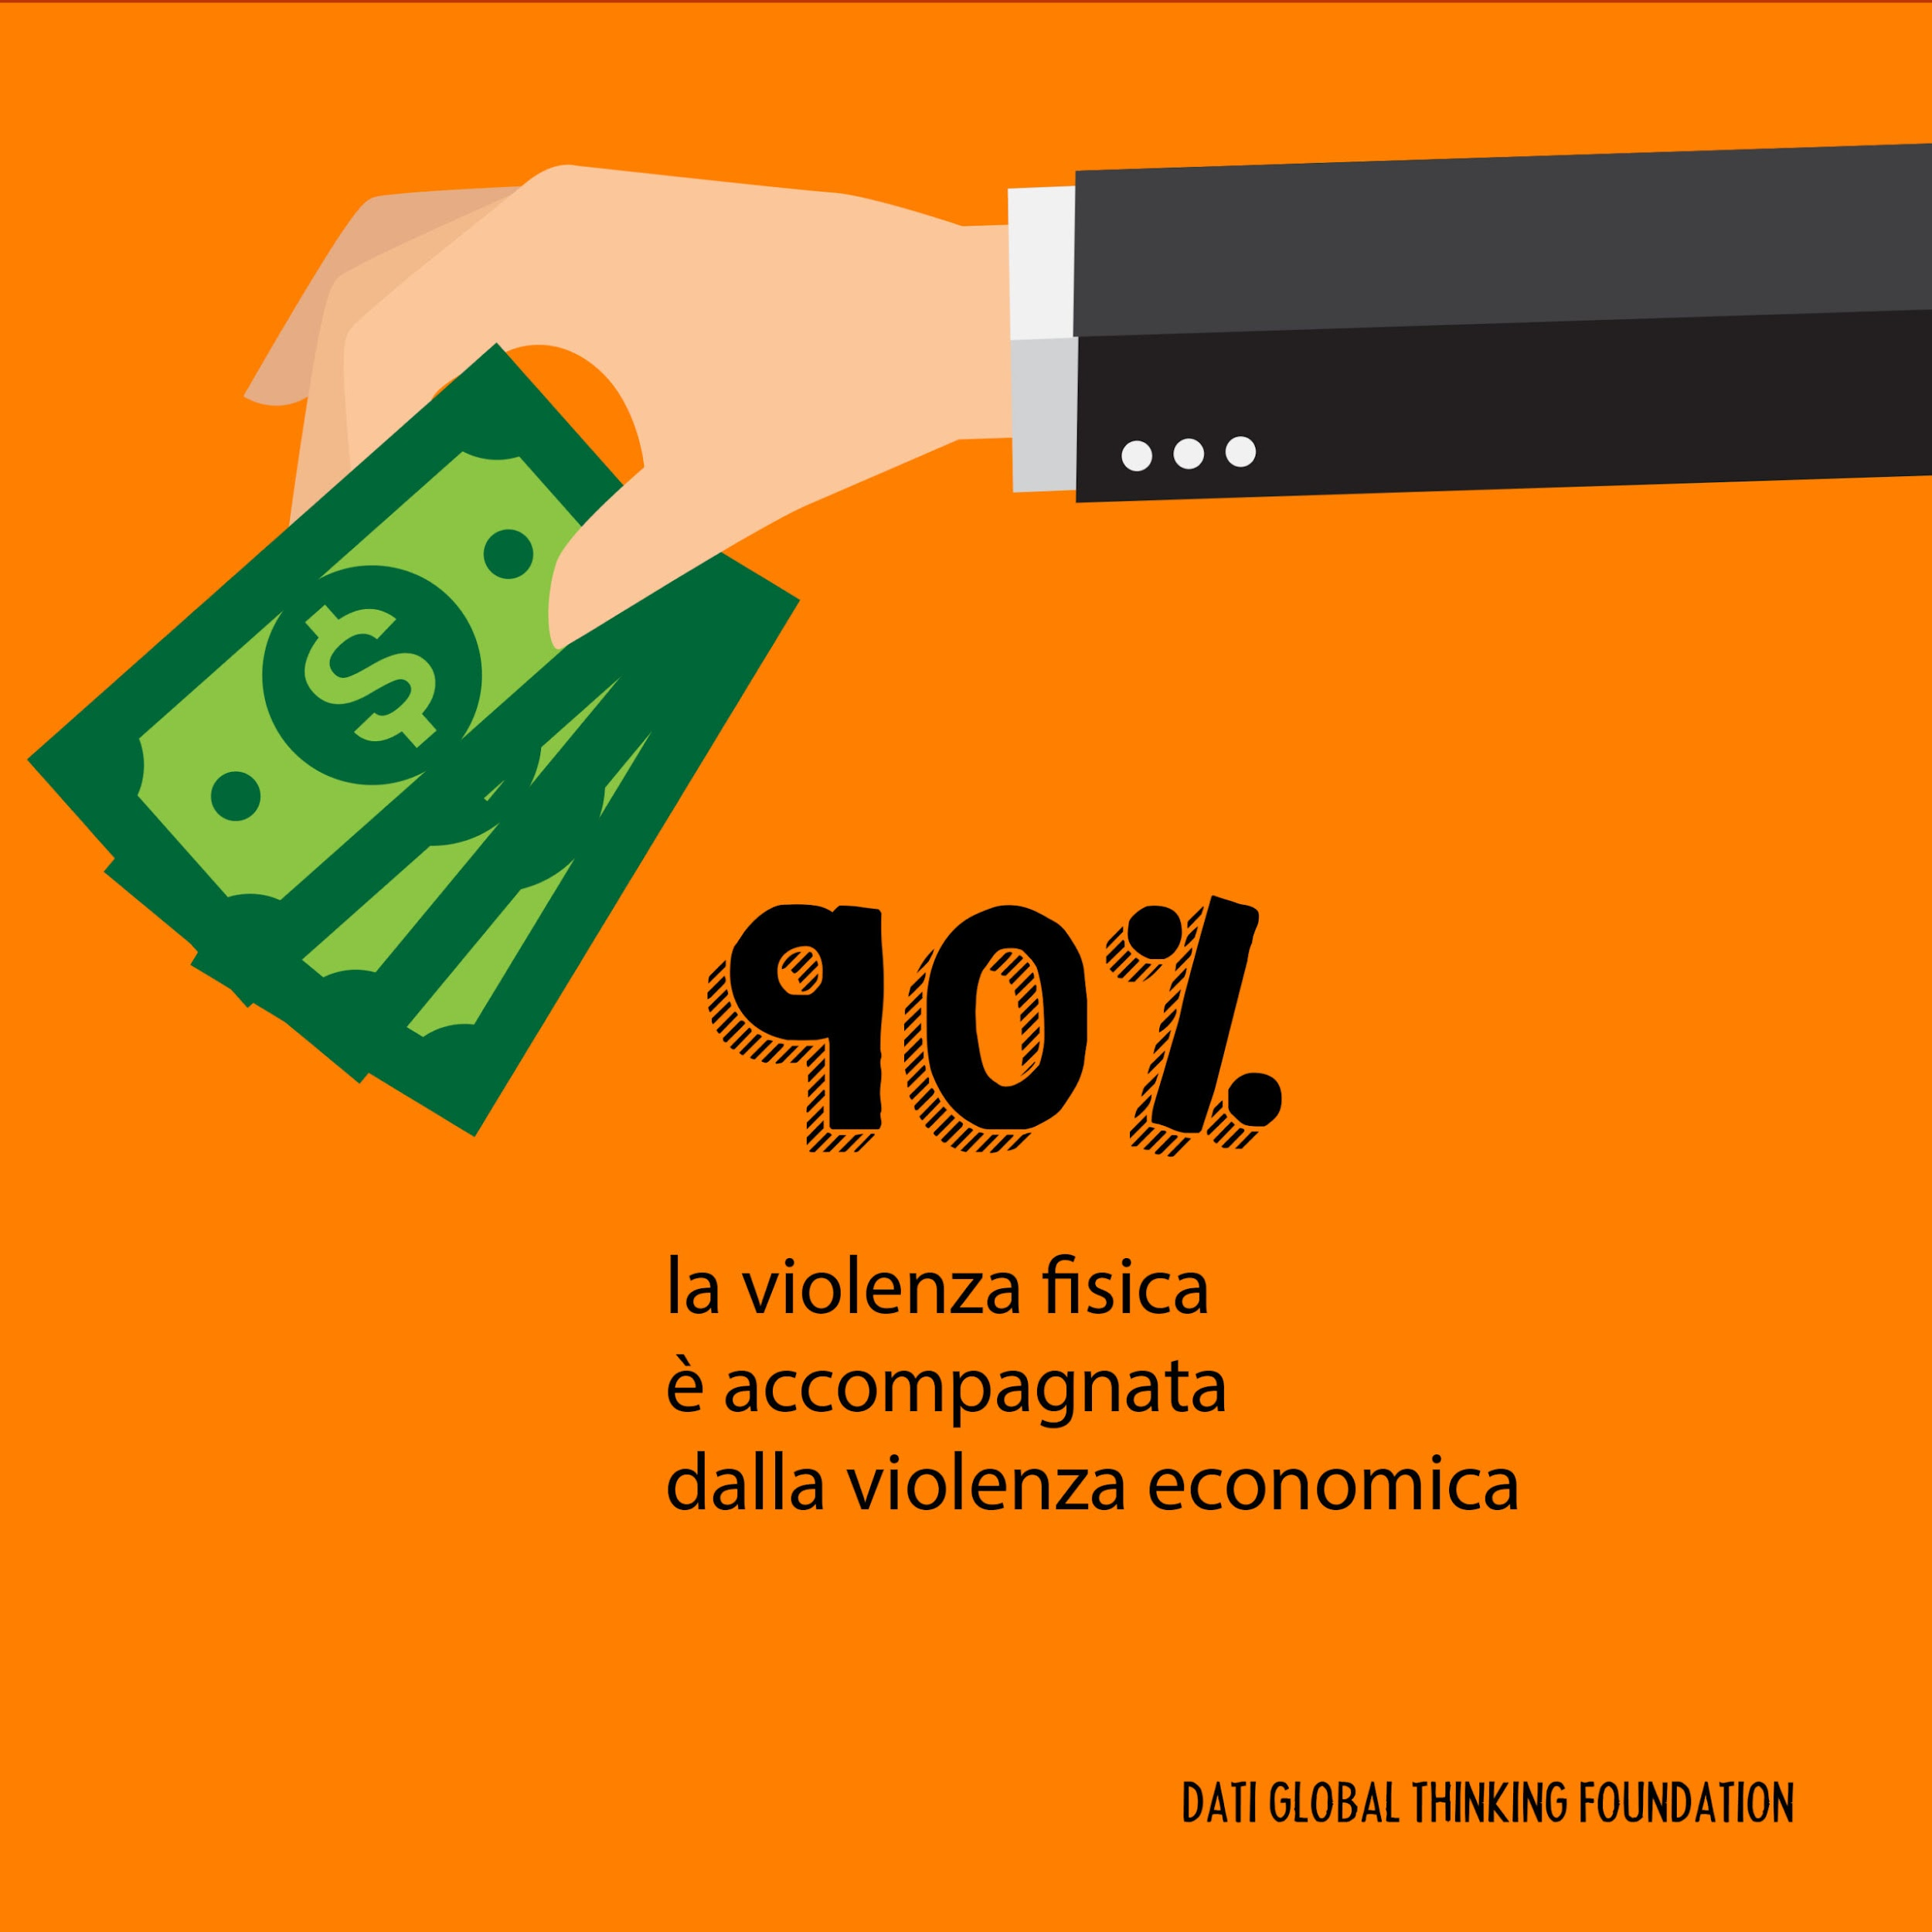 90%
la violenza fisica
è accompagnata
dalla violenza economica
DATI GLOBAL THINKING FOUNDATION